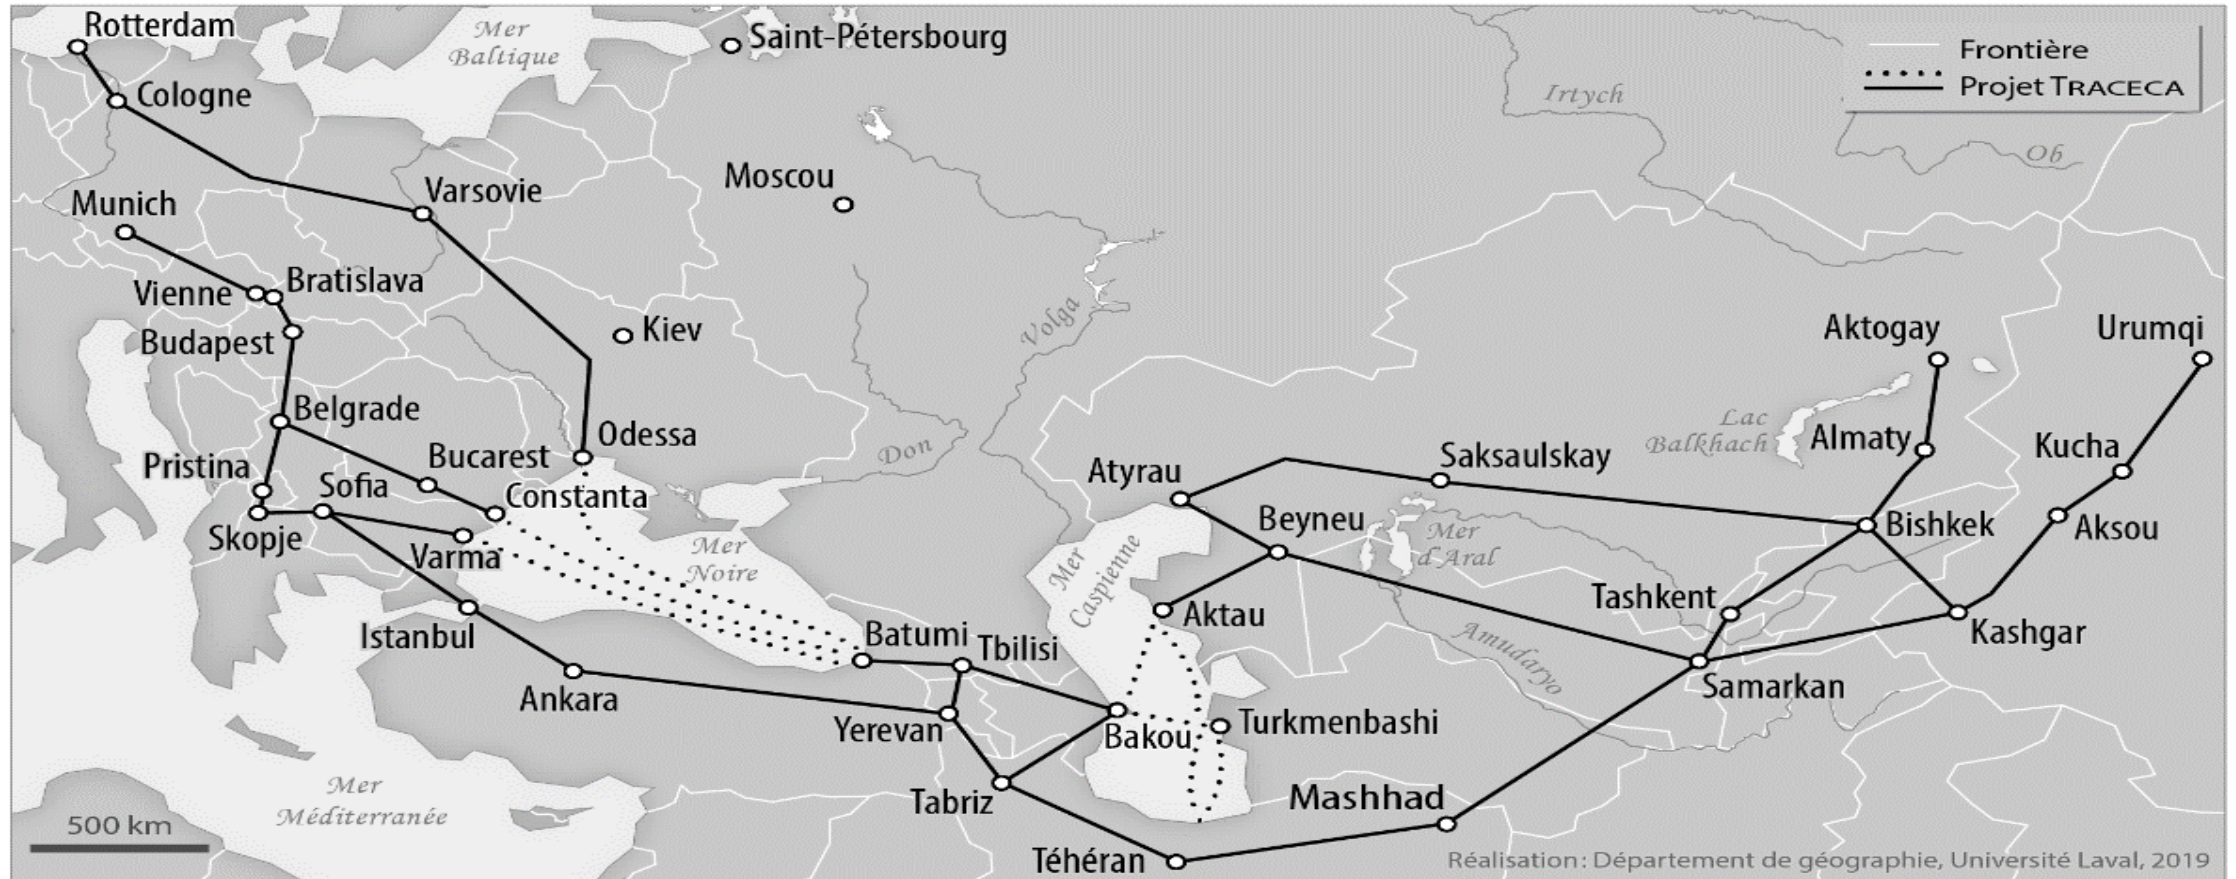 Rotterdam
Mer
Baltique
Saint-Pétersbourg
Frontière
Projet TRACECA
Cologne
Irtych
Ob
Varsovie
Moscou
Munich
Bratislava
Vienne
Budapest
Kiev
Volga
Aktogay
Urumqi
Belgrade
Lac
Balkhach
Almaty
Kucha
Odessa
Don
Bucarest
Pristina
Sofia
Constanta
Atyrau
Saksaulskay
Skopje
Varma
Mer
Noire
Mer
Caspienne
Beyneu
Mer
d'Aral
Bishkek
Aksou
Istanbul
Batumi
Tbilisi
Aktau
Tashkent
Kashgar
Amudaryo
Ankara
Yerevan
Bakou
Turkmenbashi
Samarkan
Mer
Méditerranée
Tabriz
Mashhad
500 km
Téhéran
Réalisation : Département de géographie, Université Laval, 2019